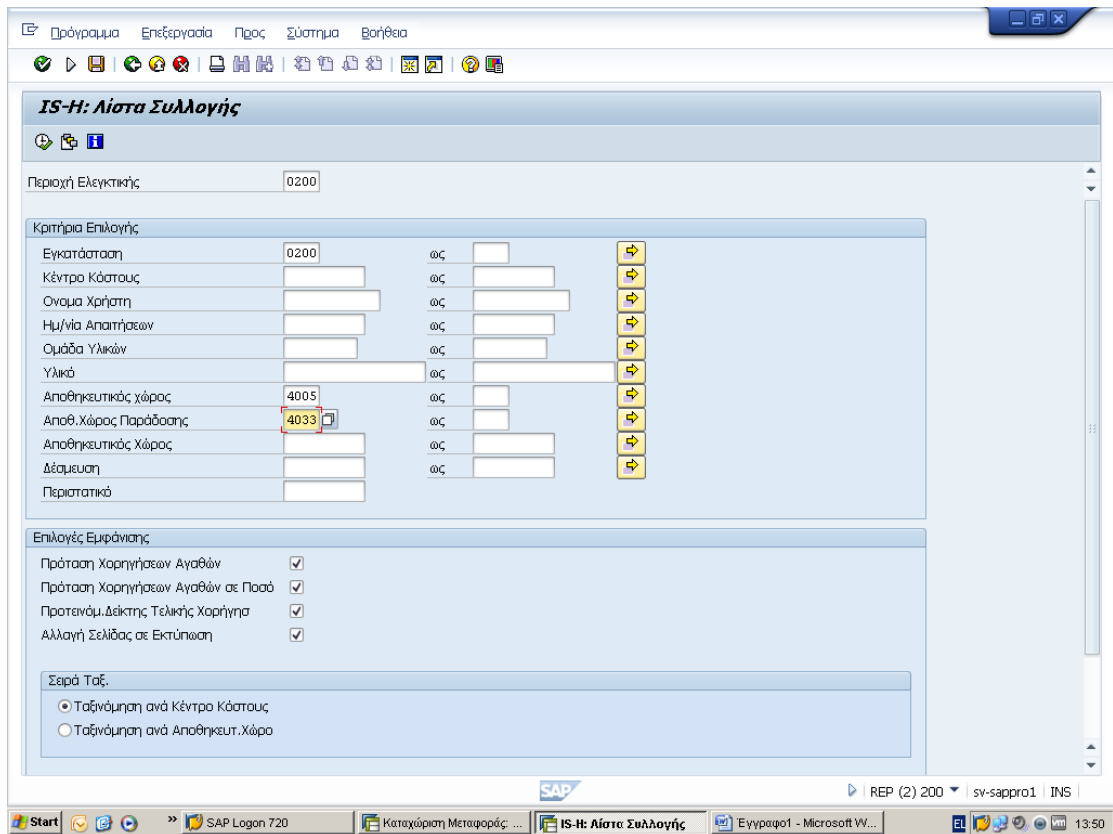 Πρόγραμμα Επεξεργασία Προς Σύστημα Βοήθεια
IS-H: Λίστα Συλλογής
Περιοχή Ελεγκτικής 0200
Κριτήρια Επιλογής
Εγκατάσταση 0200 ως
Κέντρο Κόστους ως
Ονομα Χρήστη ως
Ημ/νία Απαιτήσεων ως
Ομάδα Υλικών ως
Υλικό ως
Αποθηκευτικός χώρος 4005 ως
Αποθ.Χώρος Παράδοσης 4033 ως
Αποθηκευτικός Χώρος ως
Δέσμευση ως
Περιστατικό
Επιλογές Εμφάνισης
Πρόταση Χορηγήσεων Αγαθών
Πρόταση Χορηγήσεων Αγαθών σε Ποσό
Προτεινόμ.Δείκτης Τελικής Χορήγησ
Αλλαγή Σελίδας σε Εκτύπωση
Σειρά Ταξ.
Ταξινόμηση ανά Κέντρο Κόστους
Ταξινόμηση ανά Αποθηκευτ.Χώρο
SAP REP (2) 200 sv-sappro1 INS
Start » SAP Logon 720 Καταχώριση Μεταφοράς: ... IS-H: Λίστα Συλλογής Έγγραφο1 - Microsoft W... EL vm 13:50